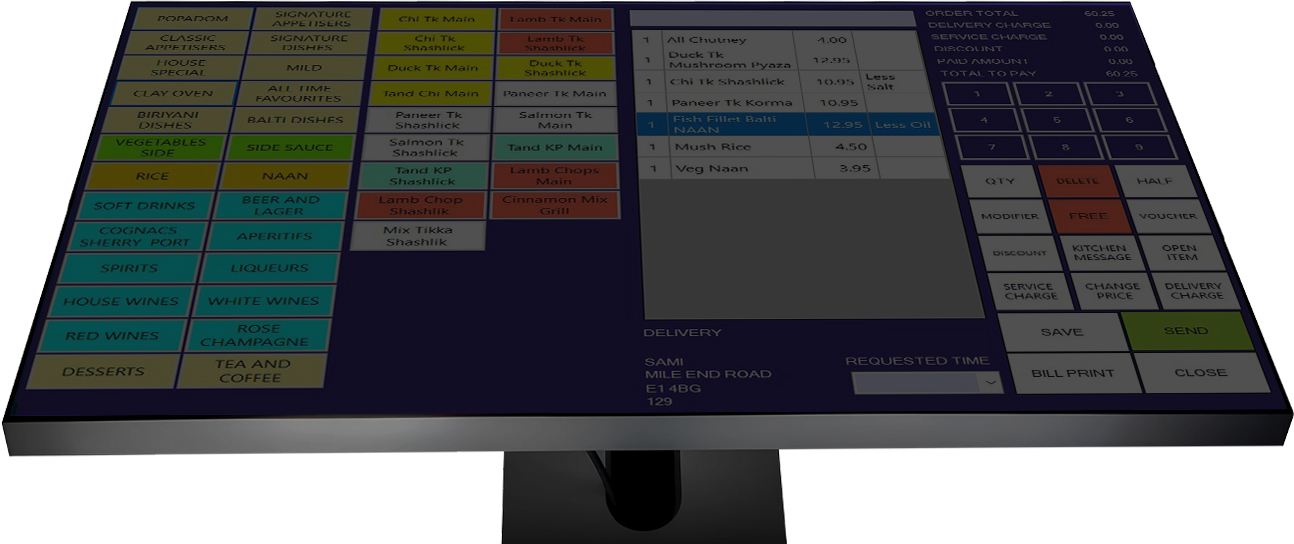 POPADOM
SIGNATURE
APPETISERS
CLASSIC
APPETISERS
SIGNATURE
DISHES
HOUSE
SPECIAL
MILD
CLAY OVEN
ALL TIME
FAVOURITES
BIRIYANI
DISHES
BALTI DISHES
VEGETABLES
SIDE
SIDE SAUCE
RICE
NAAN
SOFT DRINKS
BEER AND
LAGER
COGNACS
SHERRY PORT
APERITIFS
SPIRITS
LIQUEURS
HOUSE WINES
WHITE WINES
RED WINES
ROSE
CHAMPAGNE
DESSERTS
TEA AND
COFFEE
Chi Tk Main
Lamb Tk Main
Chi Tk
Shashlick
Lamb Tk
Shashlick
Duck Tk Main
Duck Tk
Shashlick
Tand Chi Main
Paneer Tk Main
Paneer Tk
Shashlick
Salmon Tk
Main
Salmon Tk
Shashlick
Tand KP Main
Tand KP
Shashlick
Lamb Chops
Main
Lamb Chop
Shashlik
Cinnamon Mix
Grill
Mix Tikka
Shashlik
1 All Chutney 4.00
1 Duck Tk
Mushroom Pyaza 12.95
1 Chi Tk Shashlick 10.95 Less
Salt
1 Paneer Tk Korma 10.95
1 Fish Fillet Balti
NAAN 12.95 Less Oil
1 Mush Rice 4.50
1 Veg Naan 3.95
DELIVERY
SAMI
MILE END ROAD
E1 4BG
129
REQUESTED TIME
ORDER TOTAL 60.25
DELIVERY CHARGE 0.00
SERVICE CHARGE 0.00
DISCOUNT 0.00
PAID AMOUNT 0.00
TOTAL TO PAY 60.25
1 2 3
4 5 6
7 8 9
QTY DELETE HALF
MODIFIER FREE VOUCHER
DISCOUNT
KITCHEN
MESSAGE
OPEN
ITEM
SERVICE
CHARGE
CHANGE
PRICE
DELIVERY
CHARGE
SAVE SEND
BILL PRINT CLOSE